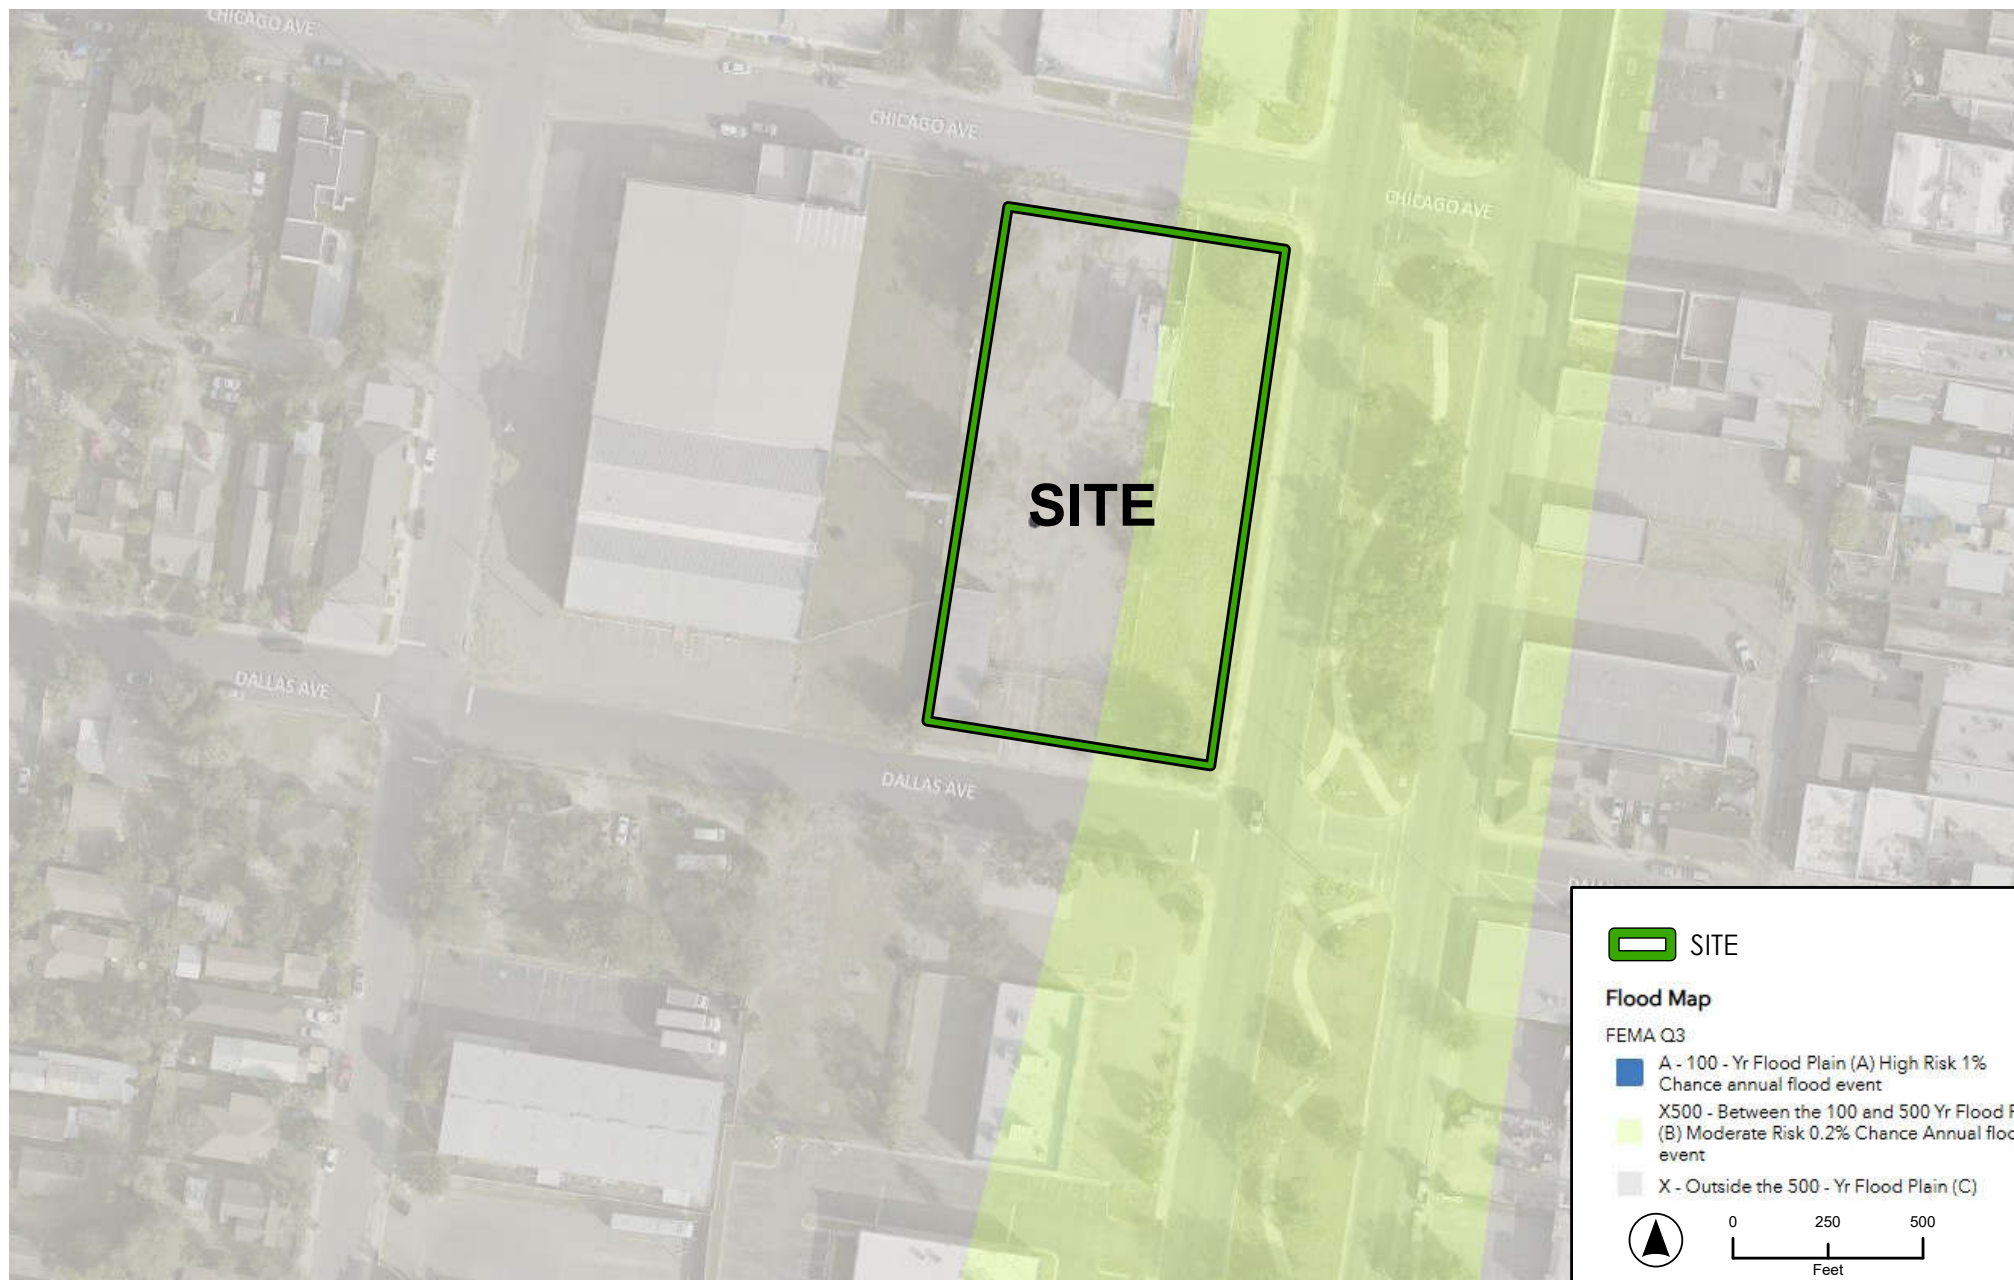 CHICAGO AVE
CHICAGO AVE
CHICAGO AVE
SITE
DALLAS AVE
DALLAS AVE
SITE
Flood Map
FEMA Q3
A - 100 - Yr Flood Plain (A) High Risk 1%
Chance annual flood event
X500 - Between the 100 and 500 Yr Flood
(B) Moderate Risk 0.2% Chance Annual
event
X - Outside the 500 - Yr Flood Plain (C)
0 250 500
Feet